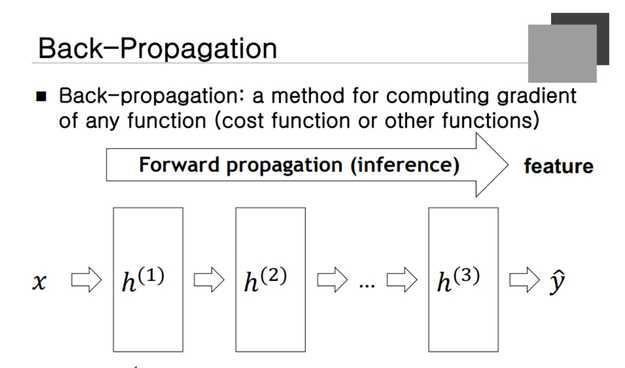 Back-Propagation
■ Back-propagation: a method for computing gradient
of any function (cost function or other functions)
Forward propagation (inference)
feature
x h⁽¹⁾ h⁽²⁾ ... h⁽³⁾ ŷ